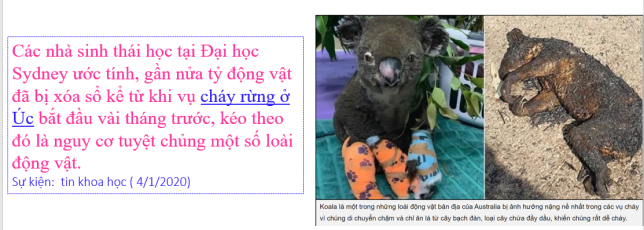 Các nhà sinh thái học tại Đại học
Sydney ước tính, gần nửa tỷ động vật
đã bị xóa sổ kể từ khi vụ cháy rừng ở
Úc bắt đầu vài tháng trước, kéo theo
đó là nguy cơ tuyệt chủng một số loài
động vật.
Sự kiện: tin khoa học ( 4/1/2020)
Koala là một trong những loài động vật bản địa của Australia bị ảnh hưởng nặng nề nhất trong các vụ cháy
vì chúng di chuyển chậm và chỉ ăn lá từ cây bạch đàn, loại cây chứa đầy dầu, khiến chúng rất dễ cháy.